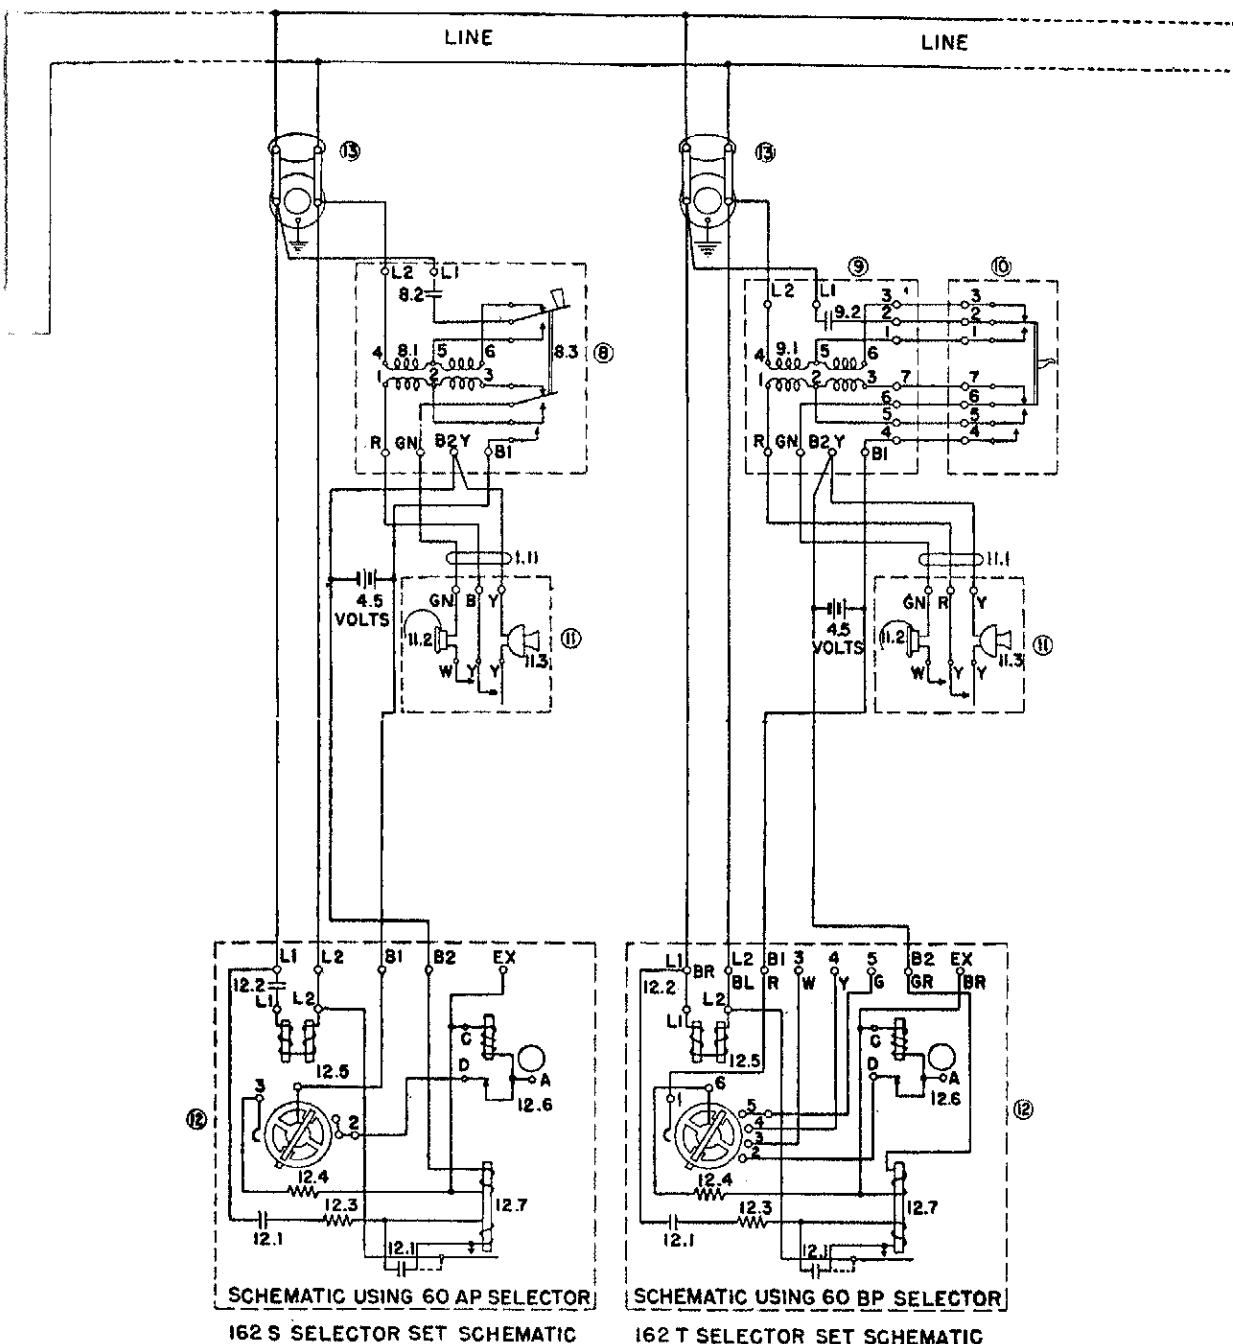 LINE LINE
13 13
L2 L1 8.2 8.3 8
4 8.1 5 6
1 2 3
R GN B2 Y B1
9 10
L2 L1 9.2 3 3
2 2
1 1
4 9.1 5 6
1 2 3 7 7
6 6
5 5
4 4
R GN B2 Y B1
1.11
4.5
VOLTS
GN B Y
11.2 11.3 11
W Y Y
11.1
4.5
VOLTS
GN R Y
11.2 11.3 11
W Y Y
L1 L2 B1 B2 EX
12.2
L1 L2
12.5
C
D
A
12.6
3
2
12
12.4
12.3
12.7
12.1
12.1
SCHEMATIC USING 60 AP SELECTOR
162 S SELECTOR SET SCHEMATIC
L1 L2 B1 3 4 5 B2 EX
BR BL R W Y G GR BR
12.2
L1 L2
12.5
C
D
A
12.6
1 6
5
4
3
2
12
12.4
12.3
12.7
12.1
12.1
SCHEMATIC USING 60 BP SELECTOR
162 T SELECTOR SET SCHEMATIC